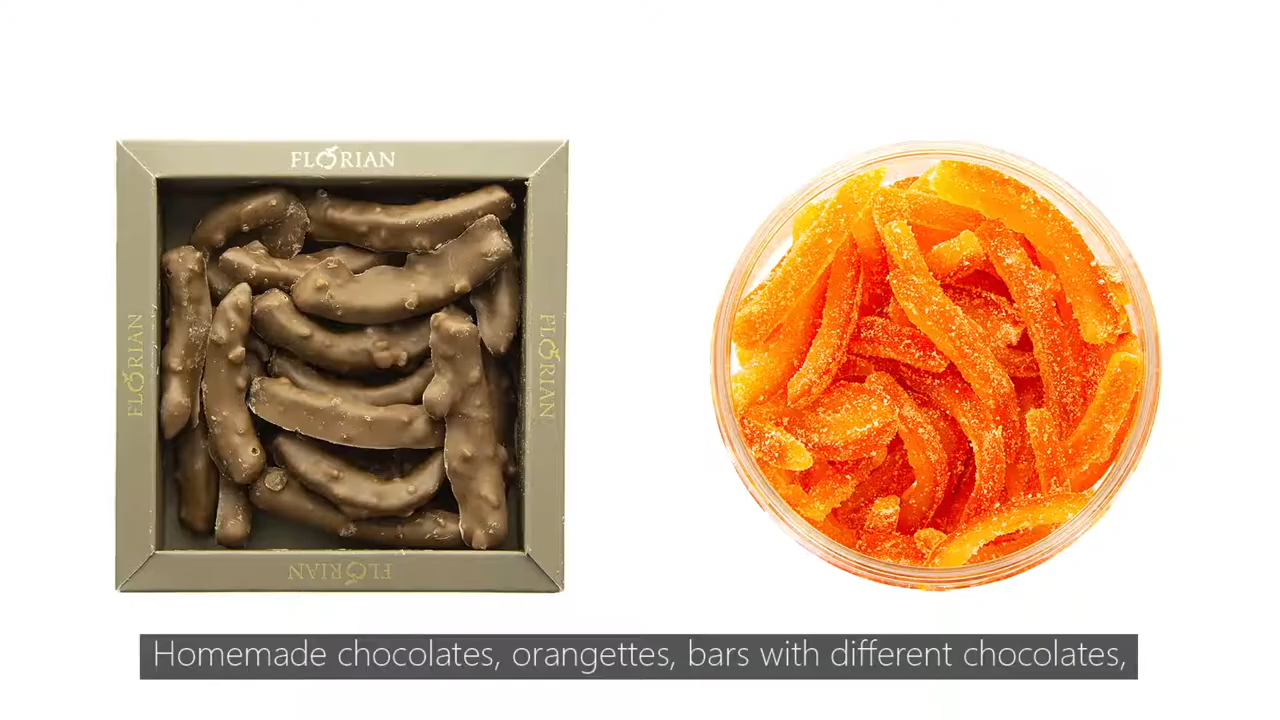 FLORIAN
FLORIAN
FLORIAN
FLORIAN
Homemade chocolates, orangettes, bars with different chocolates,